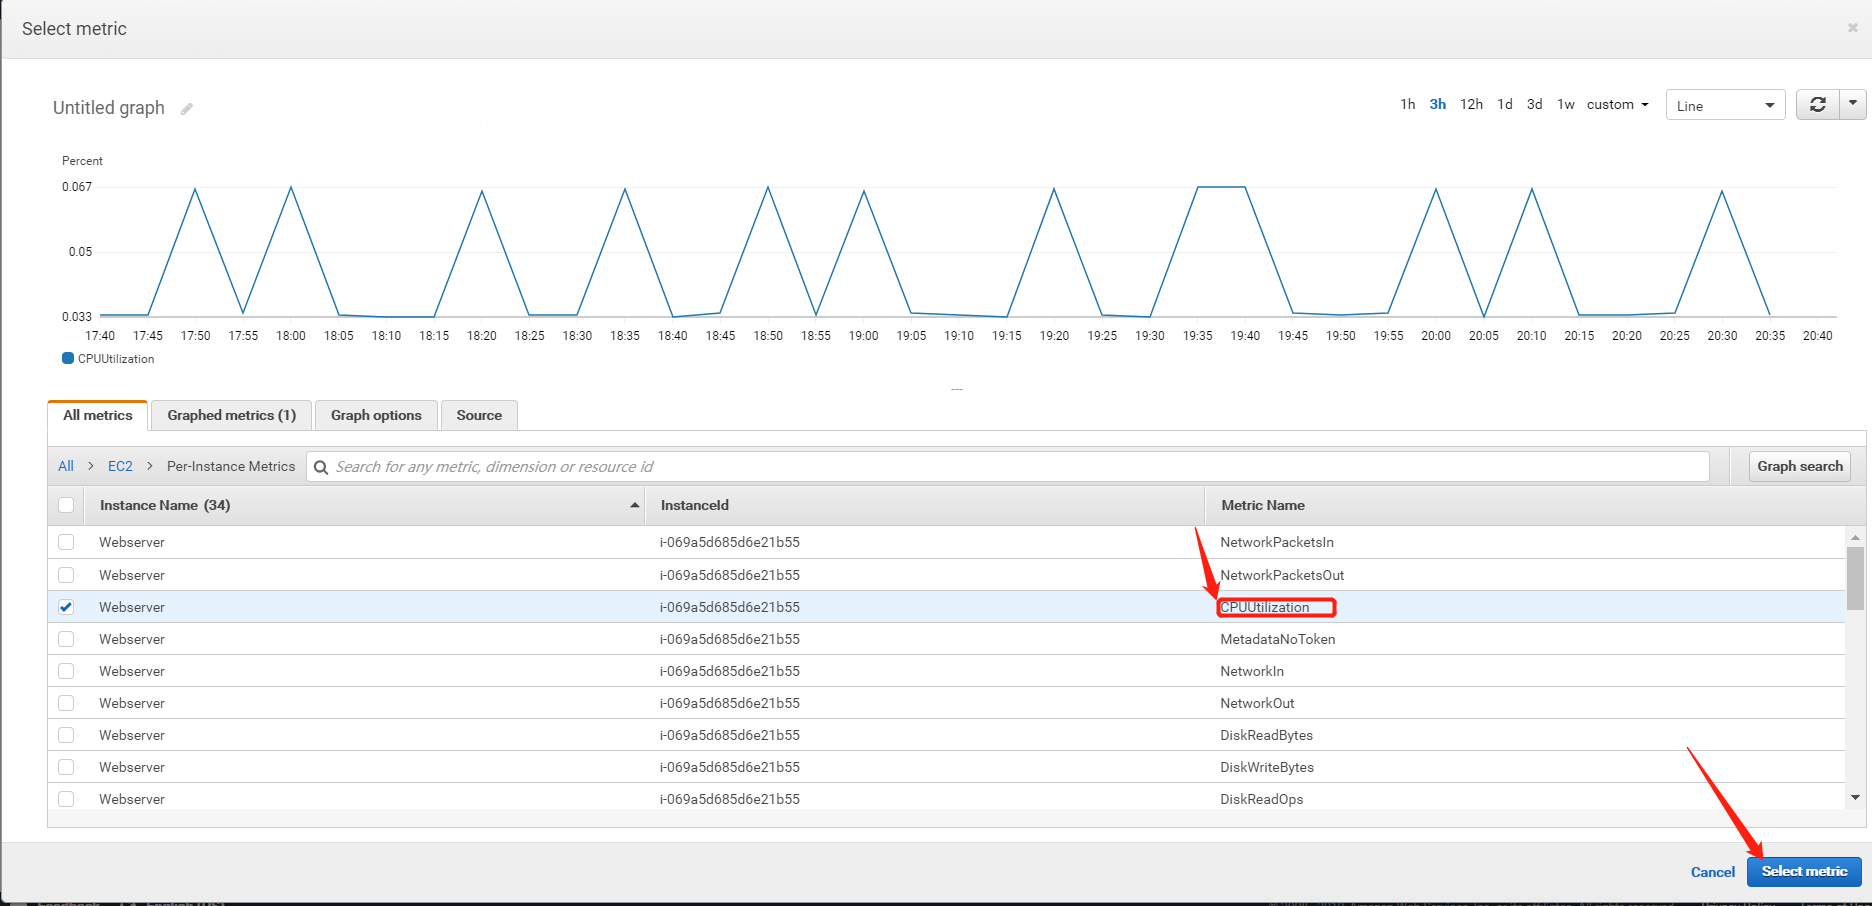 Select metric
Untitled graph
1h 3h 12h 1d 3d 1w custom Line
Percent
0.067
0.05
0.033
17:40 17:45 17:50 17:55 18:00 18:05 18:10 18:15 18:20 18:25 18:30 18:35 18:40 18:45 18:50 18:55 19:00 19:05 19:10 19:15 19:20 19:25 19:30 19:35 19:40 19:45 19:50 19:55 20:00 20:05 20:10 20:15 20:20 20:25 20:30 20:35 20:40
CPUUtilization
All metrics Graphed metrics (1) Graph options Source
All > EC2 > Per-Instance Metrics Search for any metric, dimension or resource id Graph search
Instance Name (34) InstanceId Metric Name
Webserver i-069a5d685d6e21b55 NetworkPacketsIn
Webserver i-069a5d685d6e21b55 NetworkPacketsOut
Webserver i-069a5d685d6e21b55 CPUUtilization
Webserver i-069a5d685d6e21b55 MetadataNoToken
Webserver i-069a5d685d6e21b55 NetworkIn
Webserver i-069a5d685d6e21b55 NetworkOut
Webserver i-069a5d685d6e21b55 DiskReadBytes
Webserver i-069a5d685d6e21b55 DiskWriteBytes
Webserver i-069a5d685d6e21b55 DiskReadOps
Cancel Select metric